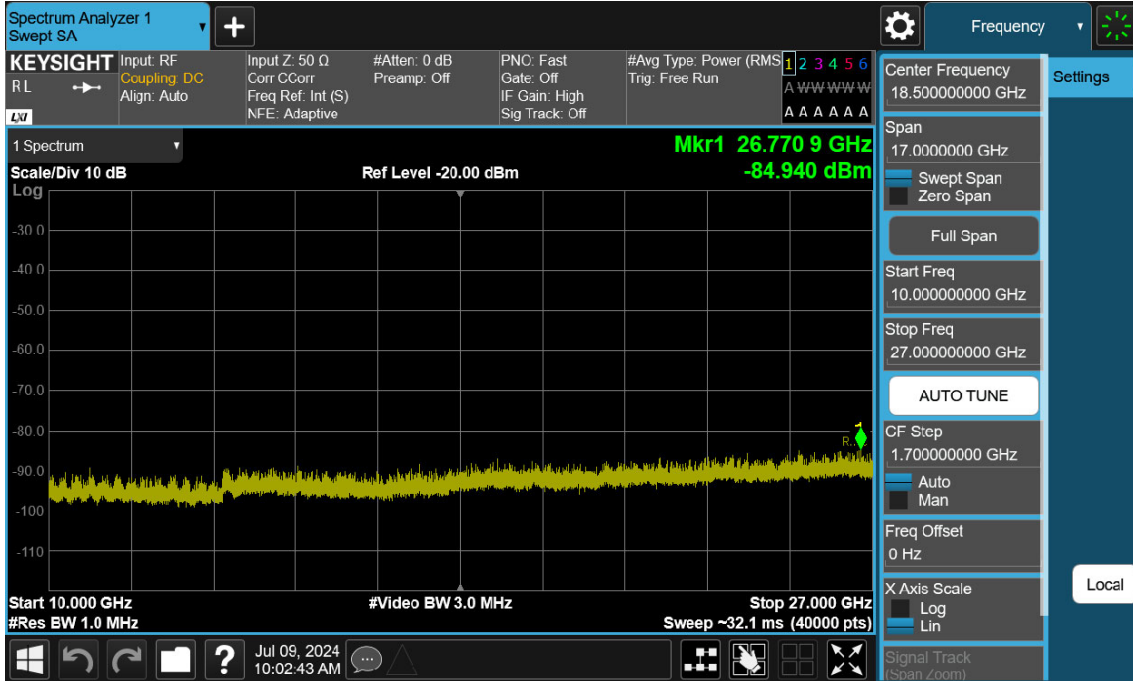 Spectrum Analyzer 1
Swept SA
Frequency
KEYSIGHT
R L
LXI
Input: RF
Coupling: DC
Align: Auto
Input Z: 50 Ω
Corr CCorr
Freq Ref: Int (S)
NFE: Adaptive
#Atten: 0 dB
Preamp: Off
PNO: Fast
Gate: Off
IF Gain: High
Sig Track: Off
#Avg Type: Power (RMS
Trig: Free Run
1 2 3 4 5 6
A W W W W W
A A A A A A
1 Spectrum
Mkr1 26.770 9 GHz
-84.940 dBm
Scale/Div 10 dB
Ref Level -20.00 dBm
Log
-30.0
-40.0
-50.0
-60.0
-70.0
-80.0
-90.0
-100
-110
1
R..
Start 10.000 GHz
#Video BW 3.0 MHz
Stop 27.000 GHz
#Res BW 1.0 MHz
Sweep ~32.1 ms (40000 pts)
?
Jul 09, 2024
10:02:43 AM
Center Frequency
18.500000000 GHz
Span
17.0000000 GHz
Swept Span
Zero Span
Full Span
Start Freq
10.000000000 GHz
Stop Freq
27.000000000 GHz
AUTO TUNE
CF Step
1.700000000 GHz
Auto
Man
Freq Offset
0 Hz
X Axis Scale
Log
Lin
Signal Track
(Span Zoom)
Settings
Local